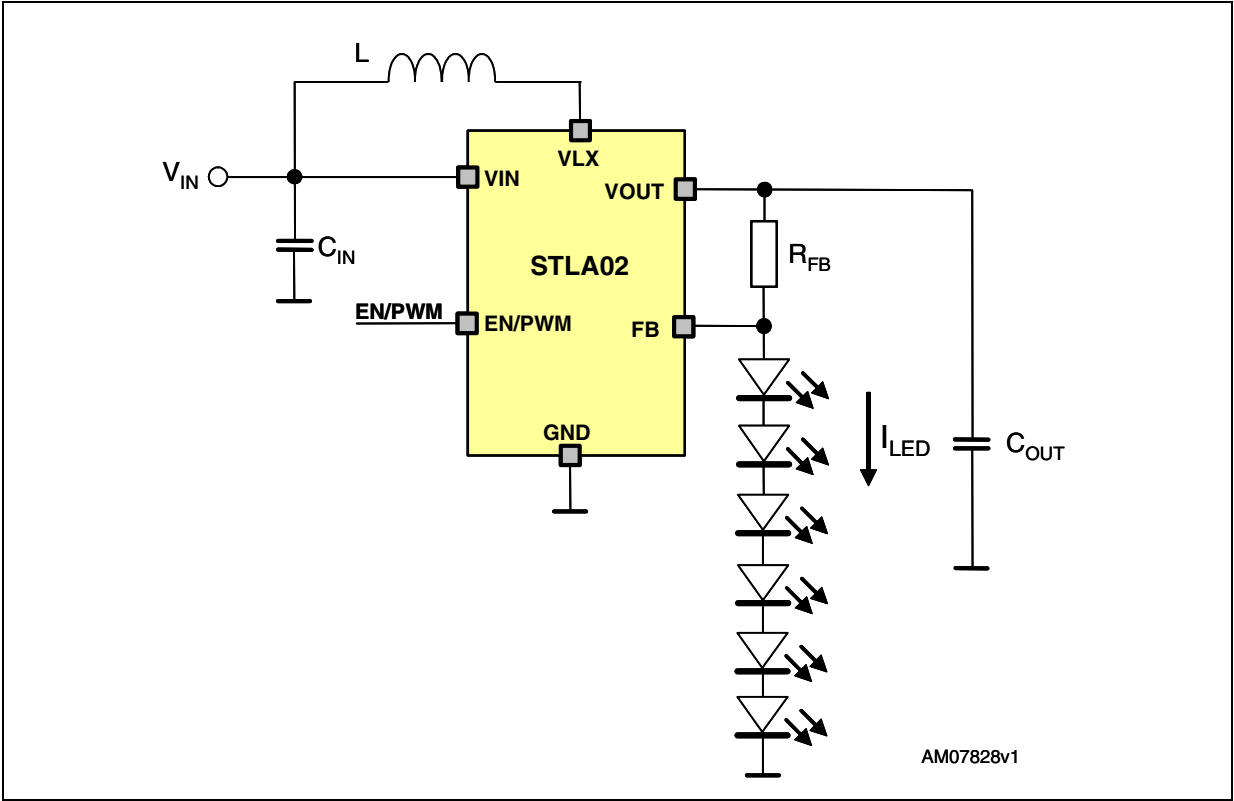 L
VLX
VIN
VIN
VOUT
CIN
STLA02
RFB
EN/PWM
EN/PWM
FB
GND
ILED
COUT
AM07828v1